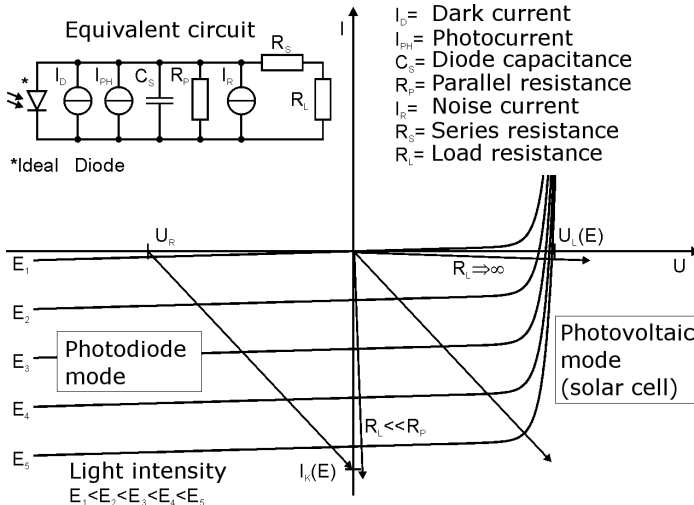 Equivalent circuit
I
I_D= Dark current
I_PH= Photocurrent
C_S= Diode capacitance
R_P= Parallel resistance
I_R= Noise current
R_S= Series resistance
R_L= Load resistance
* I_D I_PH C_S R_P I_R R_S R_L
*Ideal Diode
U_R
U_L(E)
U
R_L⇒∞
E_1
E_2
E_3
E_4
E_5
Photodiode
mode
Photovoltaic
mode
(solar cell)
R_L<<R_P
I_K(E)
Light intensity
E_1<E_2<E_3<E_4<E_5